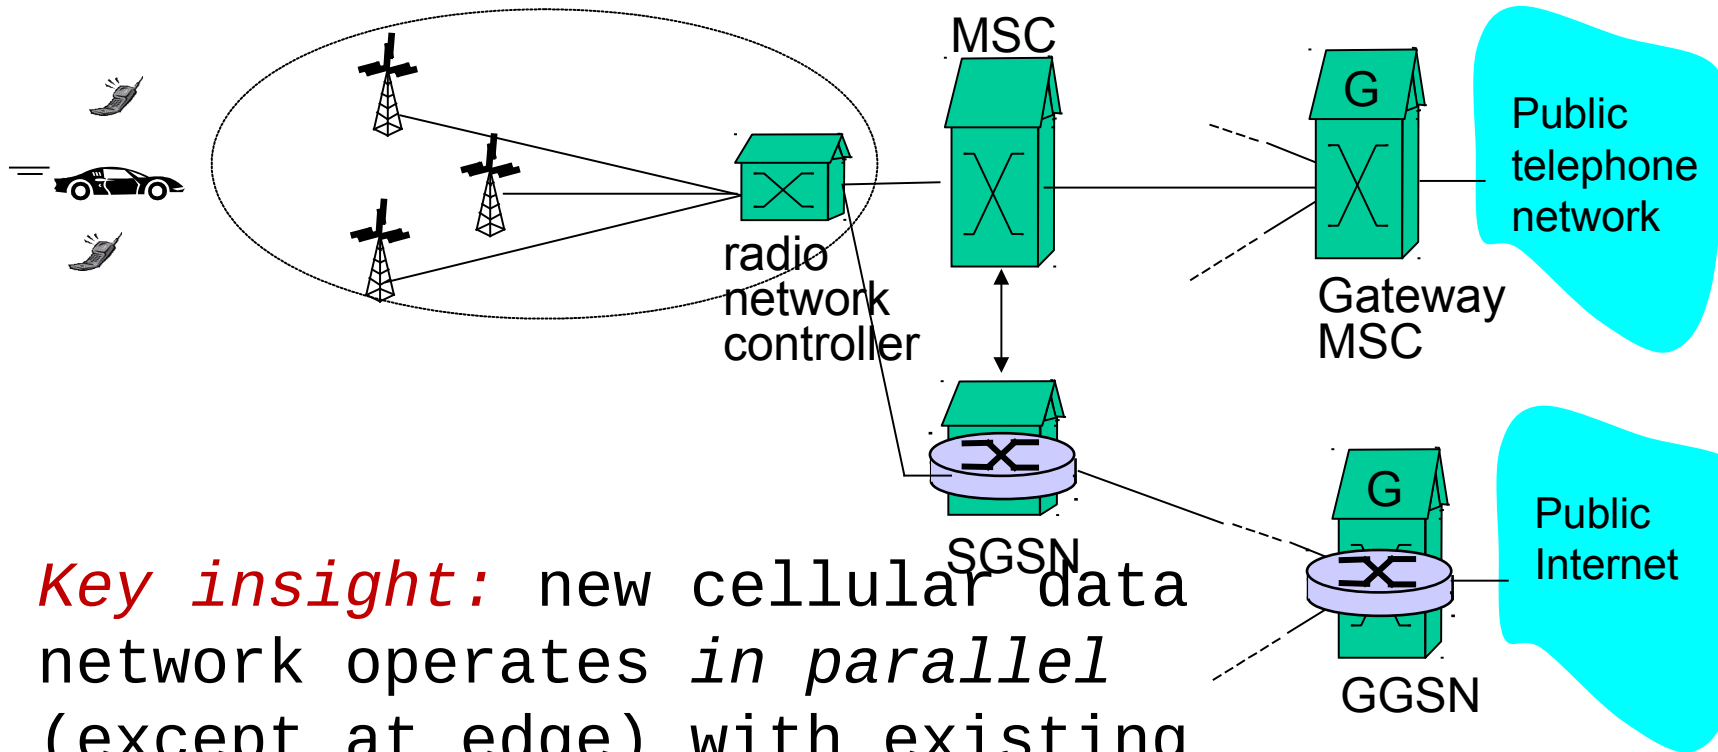 MSC
G
Public
telephone
network
radio
network
controller
Gateway
MSC
SGSN
G
Public
Internet
GGSN
Key insight: new cellular data
network operates in parallel
(except at edge) with existing